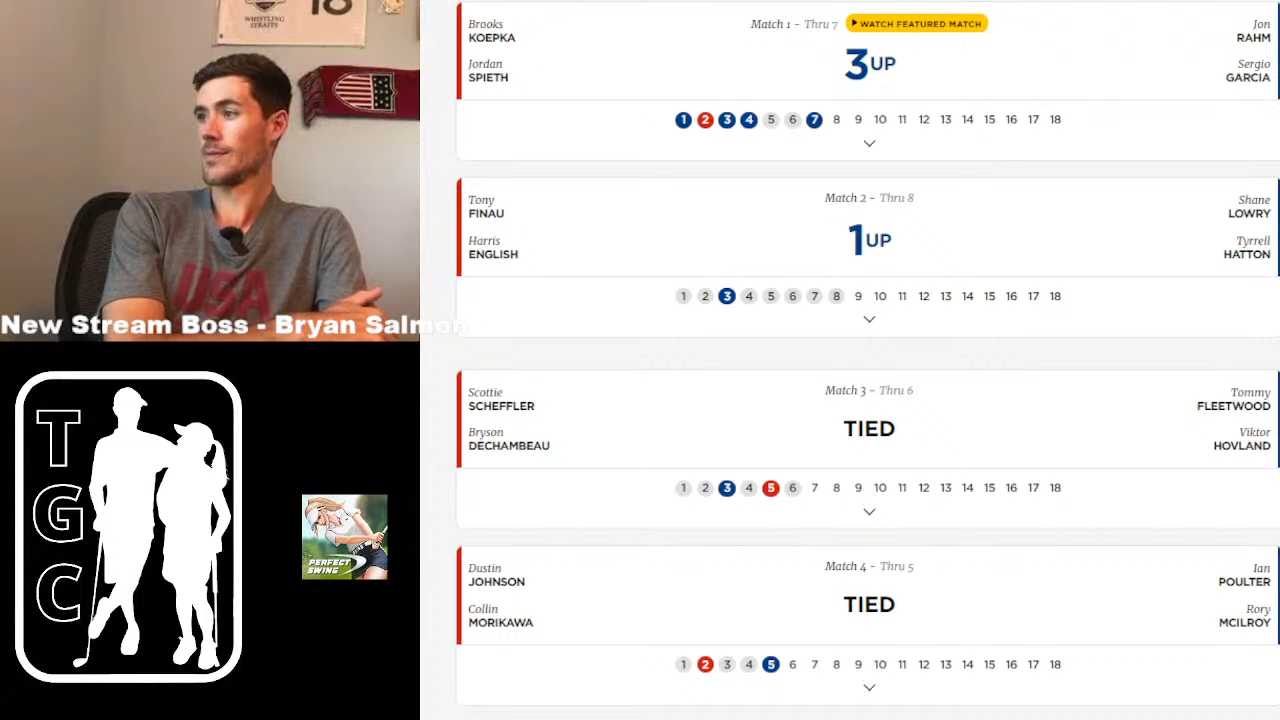 WHISTLING
STRAITS
18
USA
New Stream Boss - Bryan Salmon
T
G
C
PERFECT
SWING
Brooks
KOEPKA
Jordan
SPIETH
Match 1 - Thru 7
WATCH FEATURED MATCH
3UP
Jon
RAHM
Sergio
GARCIA
1 2 3 4 5 6 7 8 9 10 11 12 13 14 15 16 17 18
Tony
FINAU
Harris
ENGLISH
Match 2 - Thru 8
1UP
Shane
LOWRY
Tyrrell
HATTON
1 2 3 4 5 6 7 8 9 10 11 12 13 14 15 16 17 18
Scottie
SCHEFFLER
Bryson
DECHAMBEAU
Match 3 - Thru 6
TIED
Tommy
FLEETWOOD
Viktor
HOVLAND
1 2 3 4 5 6 7 8 9 10 11 12 13 14 15 16 17 18
Dustin
JOHNSON
Collin
MORIKAWA
Match 4 - Thru 5
TIED
Ian
POULTER
Rory
MCILROY
1 2 3 4 5 6 7 8 9 10 11 12 13 14 15 16 17 18